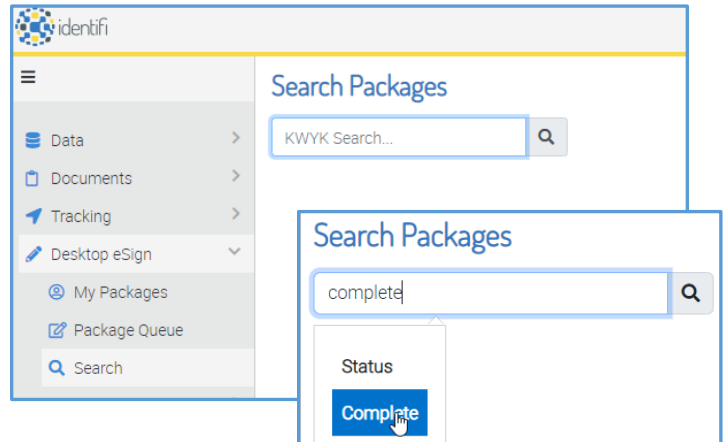 identifi
Search Packages
KWYK Search...
Data
Documents
Tracking
Desktop eSign
My Packages
Package Queue
Search
Search Packages
complete
Status
Complete